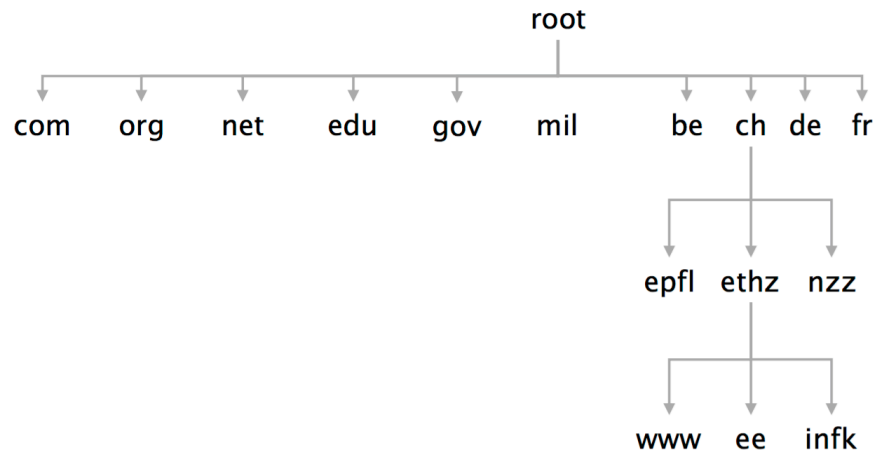 root
com org net edu gov mil be ch de fr
epfl ethz nzz
www ee infk